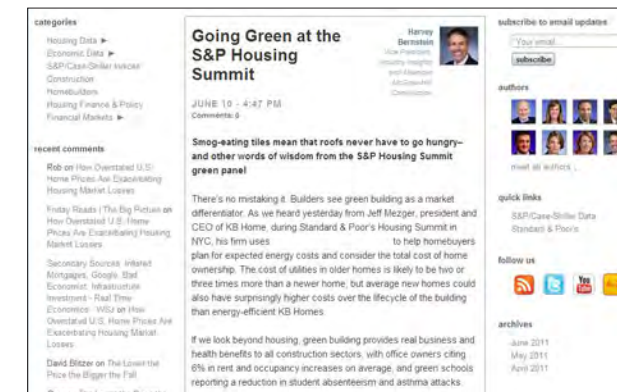 categories
Housing Data ►
Economic Data ►
S&P/Case-Shiller Indices
Construction
Homebuilders
Housing Finance & Policy
Financial Markets ►
recent comments
Rob on How Overstated U.S.
Home Prices Are Exacerbating
Housing Market Losses
Friday Reads | The Big Picture on
How Overstated U.S. Home
Prices Are Exacerbating Housing
Market Losses
Secondary Sources: Inflated
Mortgages, Google, Bad
Economist, Infrastructure
Investment - Real Time
Economics - WSJ on How
Overstated U.S. Home Prices Are
Exacerbating Housing Market
Losses
David Blitzer on The Lower the
Price the Bigger the Fall
Going Green at the
S&P Housing
Summit
Harvey
Bernstein
Vice President,
Industry Insights
and Alliances
McGraw-Hill
Construction
JUNE 10 - 4:47 PM
Comments: 0
Smog-eating tiles mean that roofs never have to go hungry–
and other words of wisdom from the S&P Housing Summit
green panel
There's no mistaking it. Builders see green building as a market
differentiator. As we heard yesterday from Jeff Mezger, president and
CEO of KB Home, during Standard & Poor's Housing Summit in
NYC, his firm uses to help homebuyers
plan for expected energy costs and consider the total cost of home
ownership. The cost of utilities in older homes is likely to be two or
three times more than a newer home, but average new homes could
also have surprisingly higher costs over the lifecycle of the building
than energy-efficient KB Homes.
If we look beyond housing, green building provides real business and
health benefits to all construction sectors, with office owners citing
6% in rent and occupancy increases on average, and green schools
reporting a reduction in student absenteeism and asthma attacks
subscribe to email updates
Your email...
subscribe
authors
meet all authors
quick links
S&P/Case-Shiller Data
Standard & Poor's
follow us
You
Tube
archives
June 2011
May 2011
April 2011